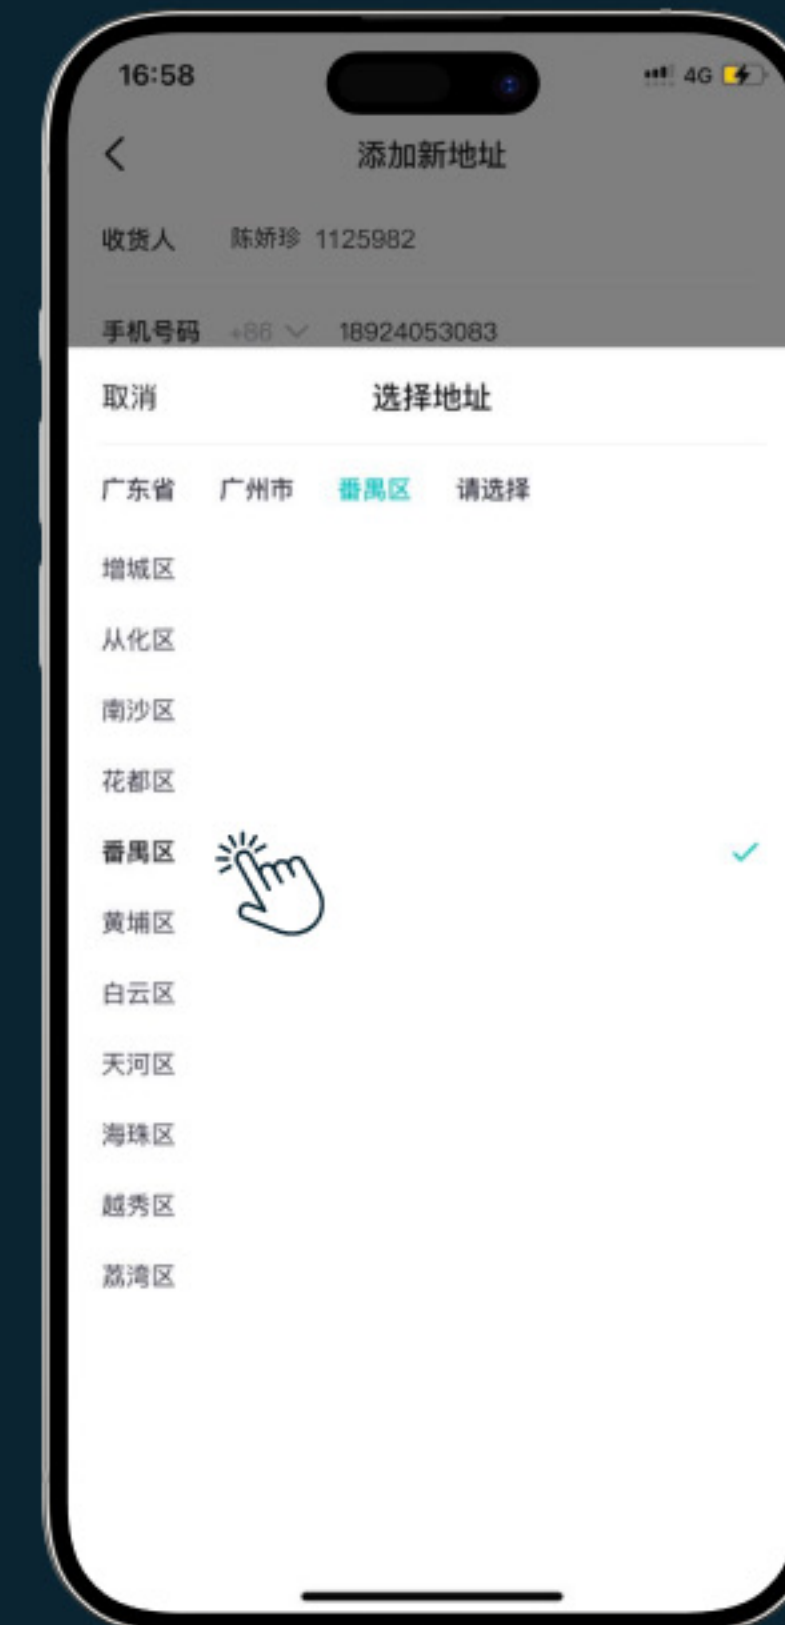 16:58 4G
添加新地址
收货人 陈娇珍 1125982
手机号码 +86 18924053083
取消 选择地址
广东省 广州市 番禺区 请选择
增城区
从化区
南沙区
花都区
番禺区
黄埔区
白云区
天河区
海珠区
越秀区
荔湾区